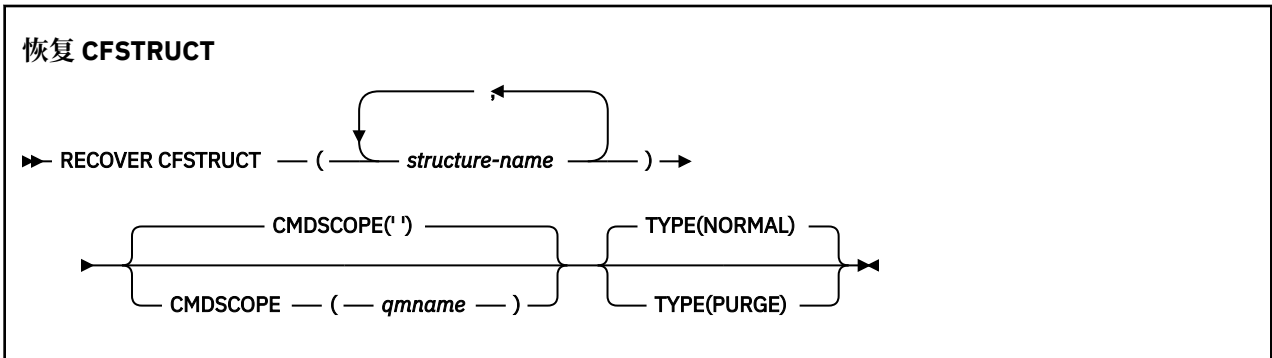 恢复 CFSTRUCT
,
RECOVER CFSTRUCT ( structure-name )
CMDSCOPE(' ') TYPE(NORMAL)
CMDSCOPE ( qmname ) TYPE(PURGE)